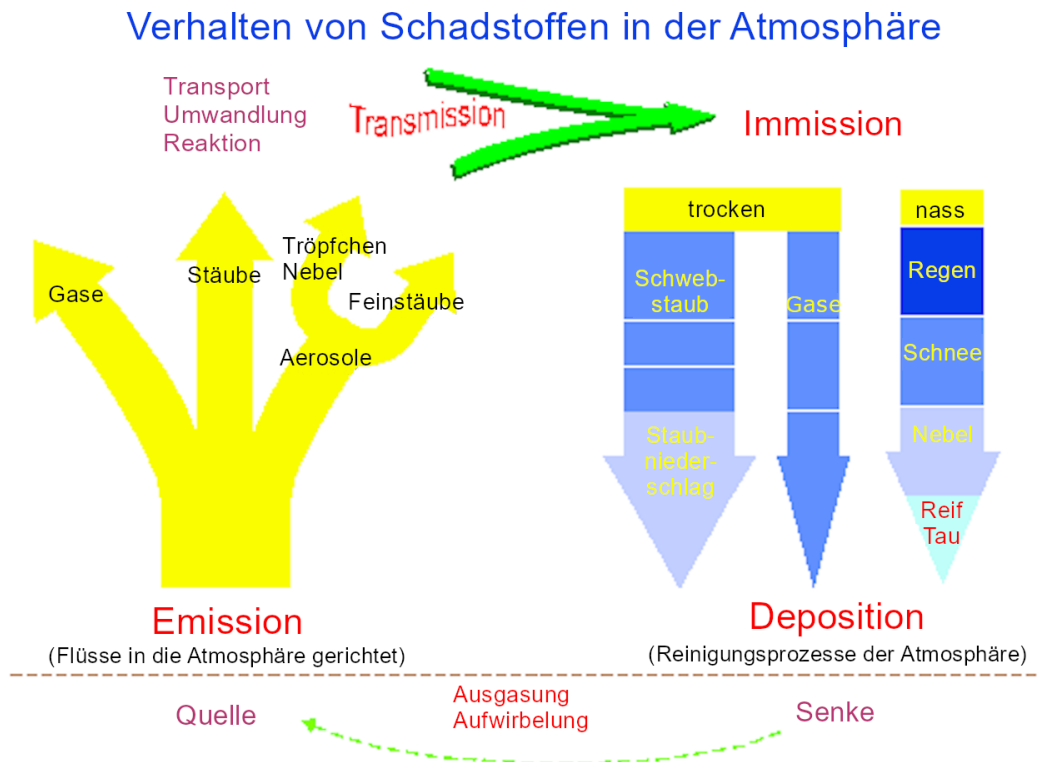 Verhalten von Schadstoffen in der Atmosphäre
Transport
Umwandlung
Reaktion
Transmission
Immission
Gase
Stäube
Tröpfchen
Nebel
Feinstäube
Aerosole
trocken
nass
Schweb-
staub
Gase
Regen
Schnee
Staub-
nieder-
schlag
Nebel
Reif
Tau
Emission
(Flüsse in die Atmosphäre gerichtet)
Deposition
(Reinigungsprozesse der Atmosphäre)
Quelle
Ausgasung
Aufwirbelung
Senke